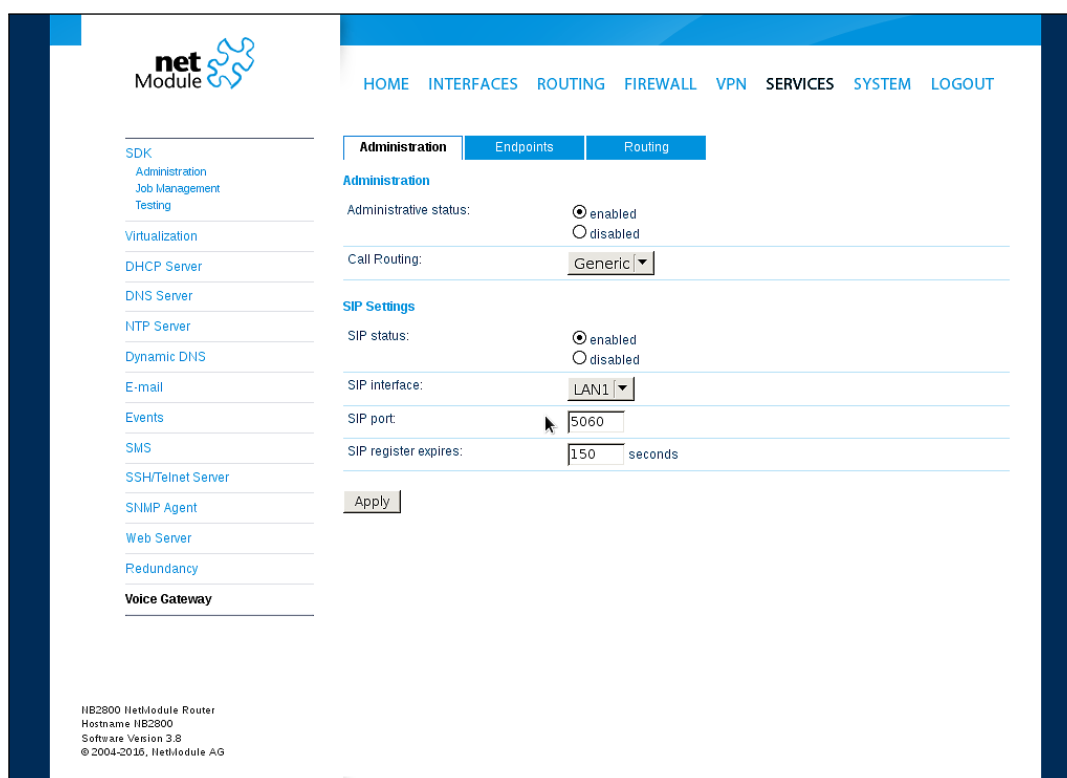 net
Module
HOME INTERFACES ROUTING FIREWALL VPN SERVICES SYSTEM LOGOUT
SDK
Administration
Job Management
Testing
Virtualization
DHCP Server
DNS Server
NTP Server
Dynamic DNS
E-mail
Events
SMS
SSH/Telnet Server
SNMP Agent
Web Server
Redundancy
Voice Gateway
Administration Endpoints Routing
Administration
Administrative status:
enabled
disabled
Call Routing:
Generic
SIP Settings
SIP status:
enabled
disabled
SIP interface:
LAN1
SIP port:
5060
SIP register expires:
150 seconds
Apply
NB2800 NetModule Router
Hostname NB2800
Software Version 3.8
© 2004-2016, NetModule AG